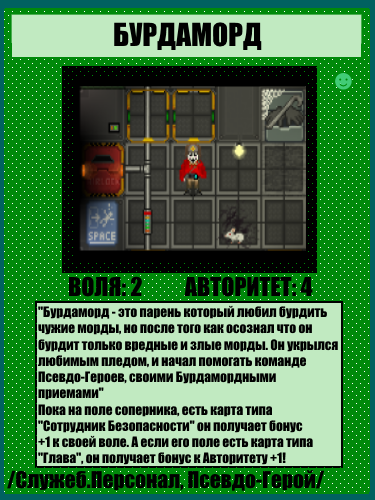 БУРДАМОРД
SPACE
ВОЛЯ: 2 АВТОРИТЕТ: 4
"Бурдаморд - это парень который любил бурдить
чужие морды, но после того как осознал что он
бурдит только вредные и злые морды. Он укрылся
любимым пледом, и начал помогать команде
Псевдо-Героев, своими Бурдамордными
приемами"
Пока на поле соперника, есть карта типа
"Сотрудник Безопасности" он получает бонус
+1 к своей воле. А если его поле есть карта типа
"Глава", он получает бонус к Авторитету +1!
/Служеб.Персонал, Псевдо-Герой/